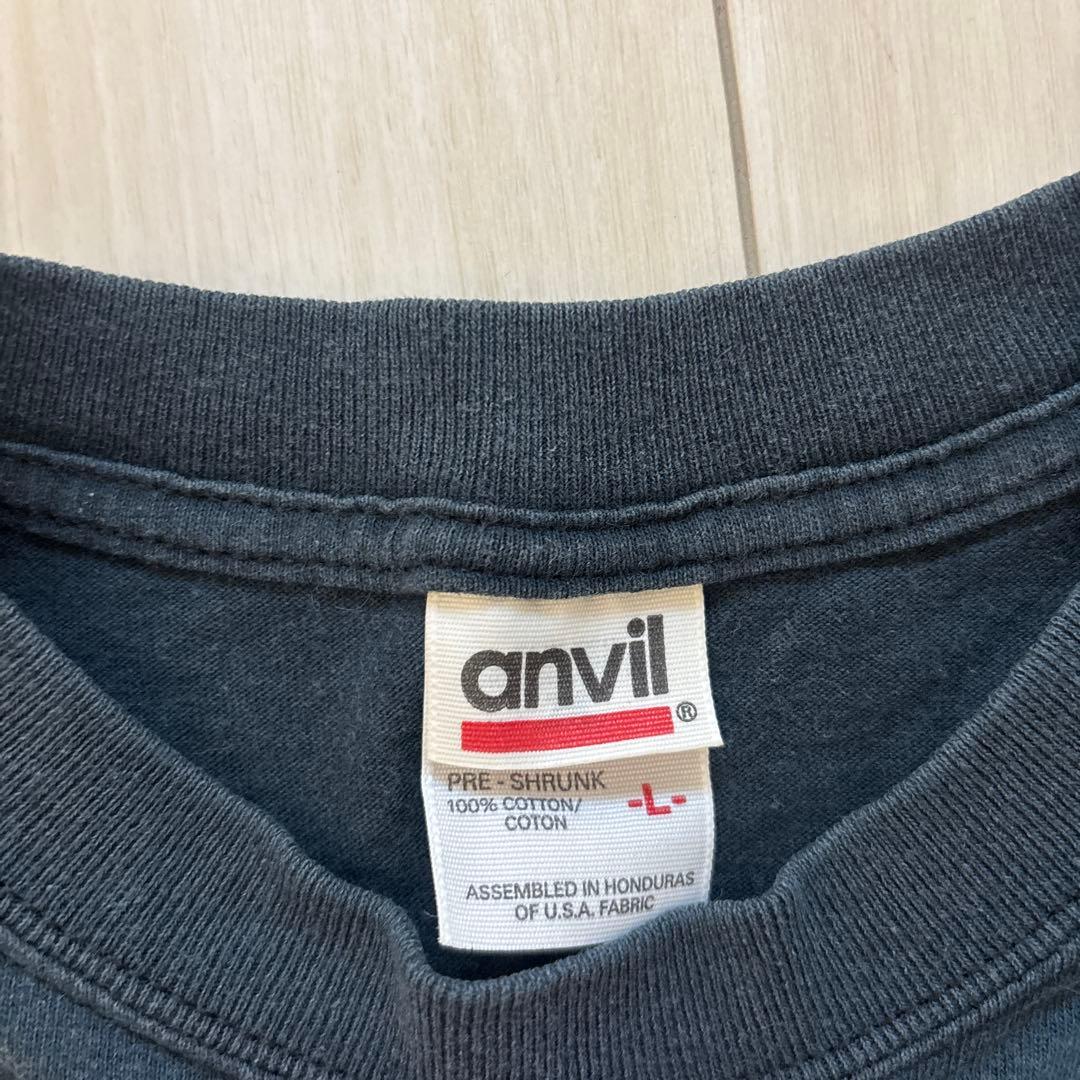 anvil
®
PRE-SHRUNK
100% COTTON/ -L-
COTON
ASSEMBLED IN HONDURAS
OF U.S.A. FABRIC